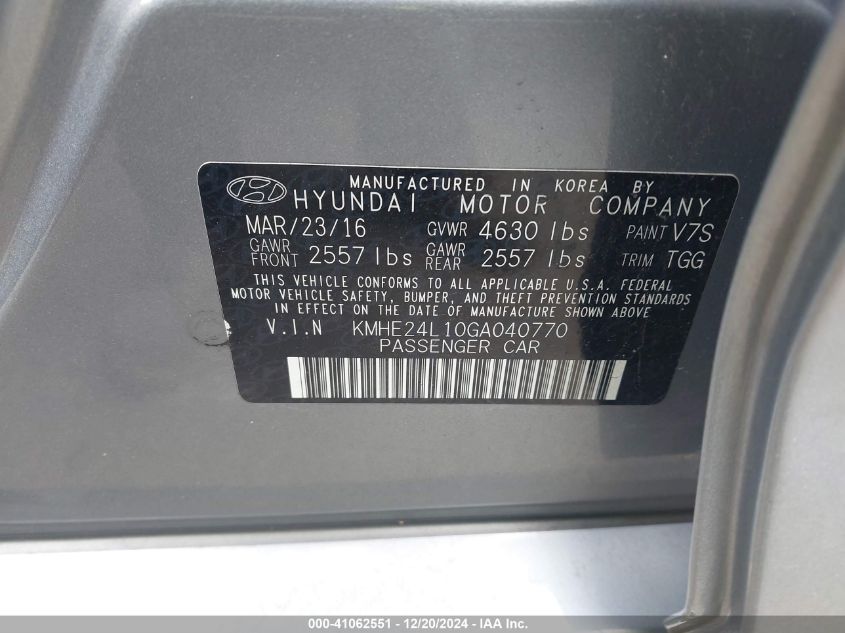 MANUFACTURED IN KOREA BY
HYUNDAI MOTOR COMPANY
MAR/23/16 GVWR 4630 lbs PAINT V7S
GAWR FRONT 2557 lbs GAWR REAR 2557 lbs TRIM TGG
THIS VEHICLE CONFORMS TO ALL APPLICABLE U.S.A. FEDERAL
MOTOR VEHICLE SAFETY, BUMPER, AND THEFT PREVENTION STANDARDS
IN EFFECT ON THE DATE OF MANUFACTURE SHOWN ABOVE
V.I.N KMHE24L10GA040770
PASSENGER CAR
000-41062551 - 12/20/2024 - IAA Inc.